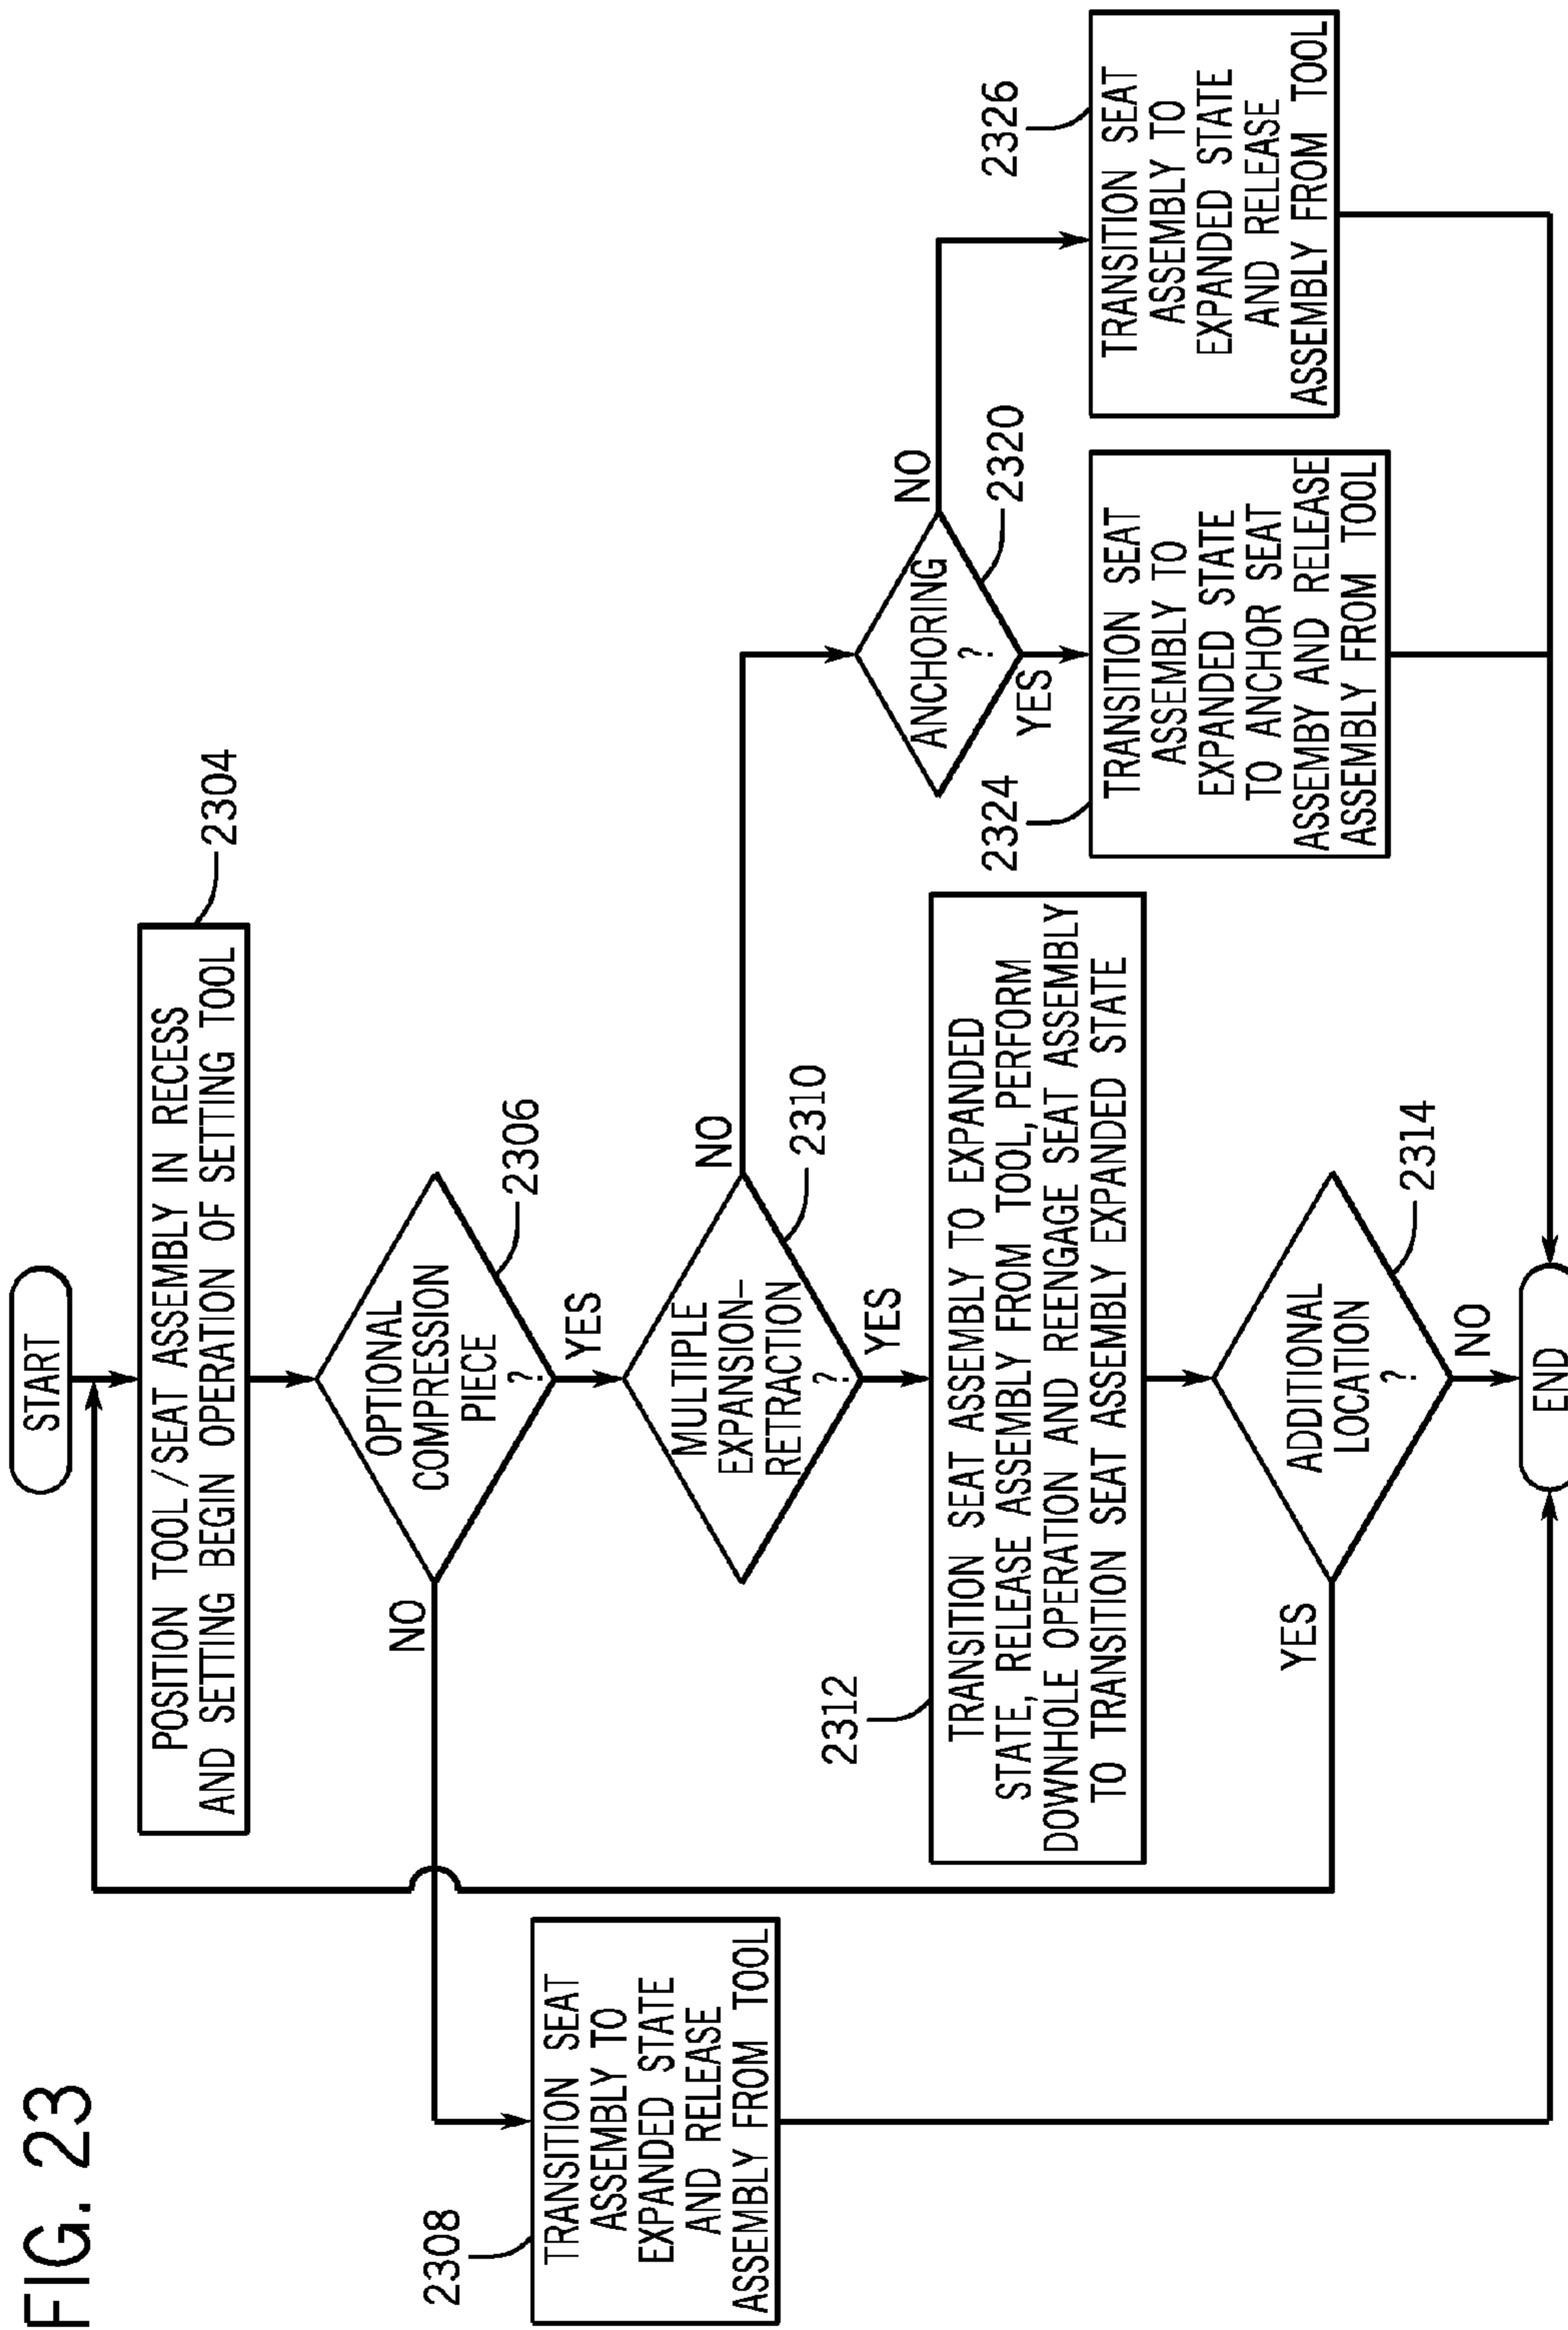 FIG. 23
START
POSITION TOOL/SEAT ASSEMBLY IN RECESS
AND SETTING BEGIN OPERATION OF SETTING TOOL
2304
OPTIONAL
COMPRESSION
PIECE
?
2306
NO
YES
TRANSITION SEAT
ASSEMBLY TO
EXPANDED STATE
AND RELEASE
ASSEMBLY FROM TOOL
2308
MULTIPLE
EXPANSION-
RETRACTION
?
2310
NO
YES
TRANSITION SEAT ASSEMBLY TO EXPANDED
STATE, RELEASE ASSEMBLY FROM TOOL, PERFORM
DOWNHOLE OPERATION AND REENGAGE SEAT ASSEMBLY
TO TRANSITION SEAT ASSEMBLY EXPANDED STATE
2312
ADDITIONAL
LOCATION
?
2314
YES
NO
ANCHORING
?
2320
NO
YES
TRANSITION SEAT
ASSEMBLY TO
EXPANDED STATE
TO ANCHOR SEAT
ASSEMBY AND RELEASE
ASSEMBLY FROM TOOL
2324
TRANSITION SEAT
ASSEMBLY TO
EXPANDED STATE
AND RELEASE
ASSEMBLY FROM TOOL
2326
END